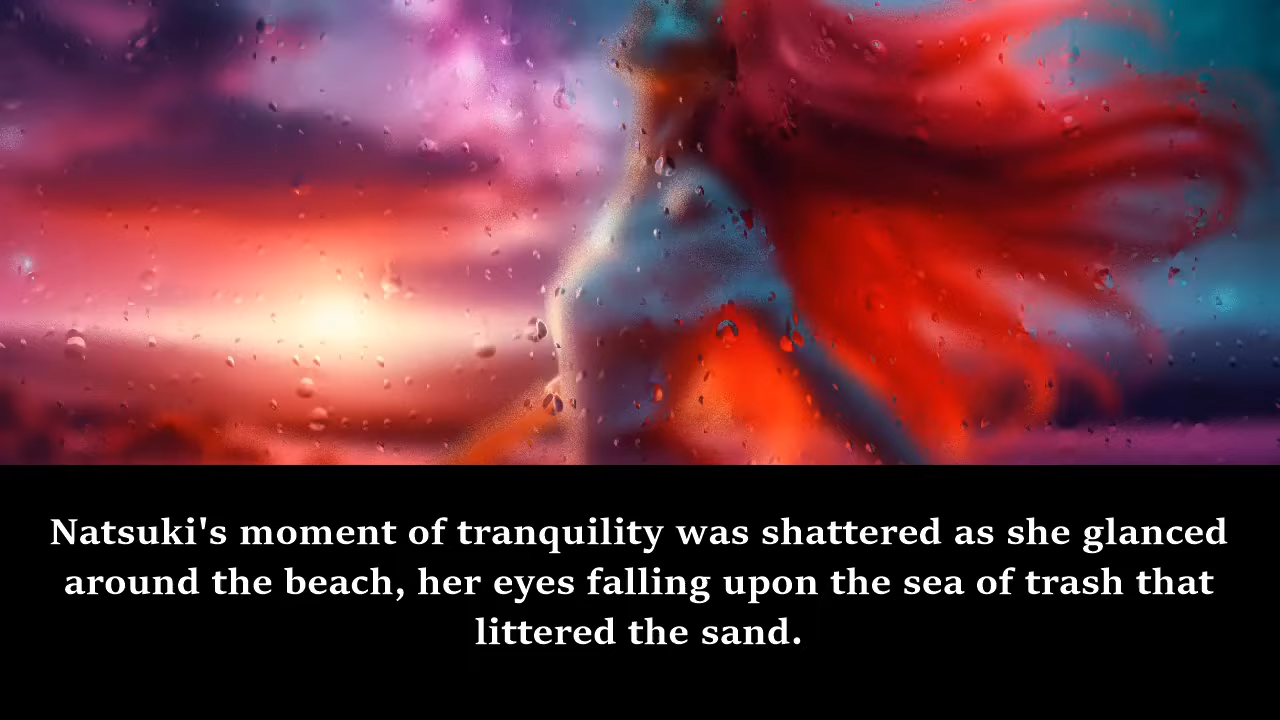 Natsuki's moment of tranquility was shattered as she glanced
around the beach, her eyes falling upon the sea of trash that
littered the sand.